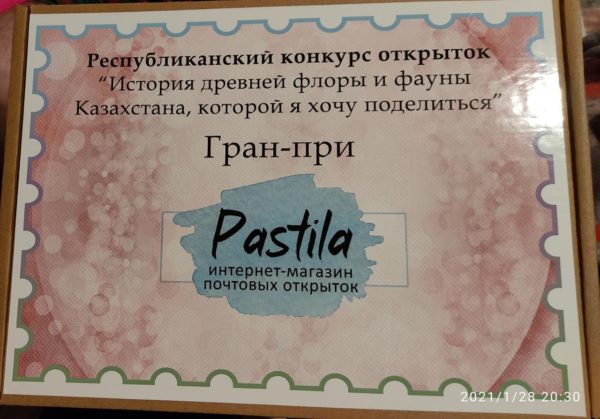 Республиканский конкурс открыток
“История древней флоры и фауны
Казахстана, которой я хочу поделиться”
Гран-при
Pastila
интернет-магазин
почтовых открыток
2021/1/28 20:30